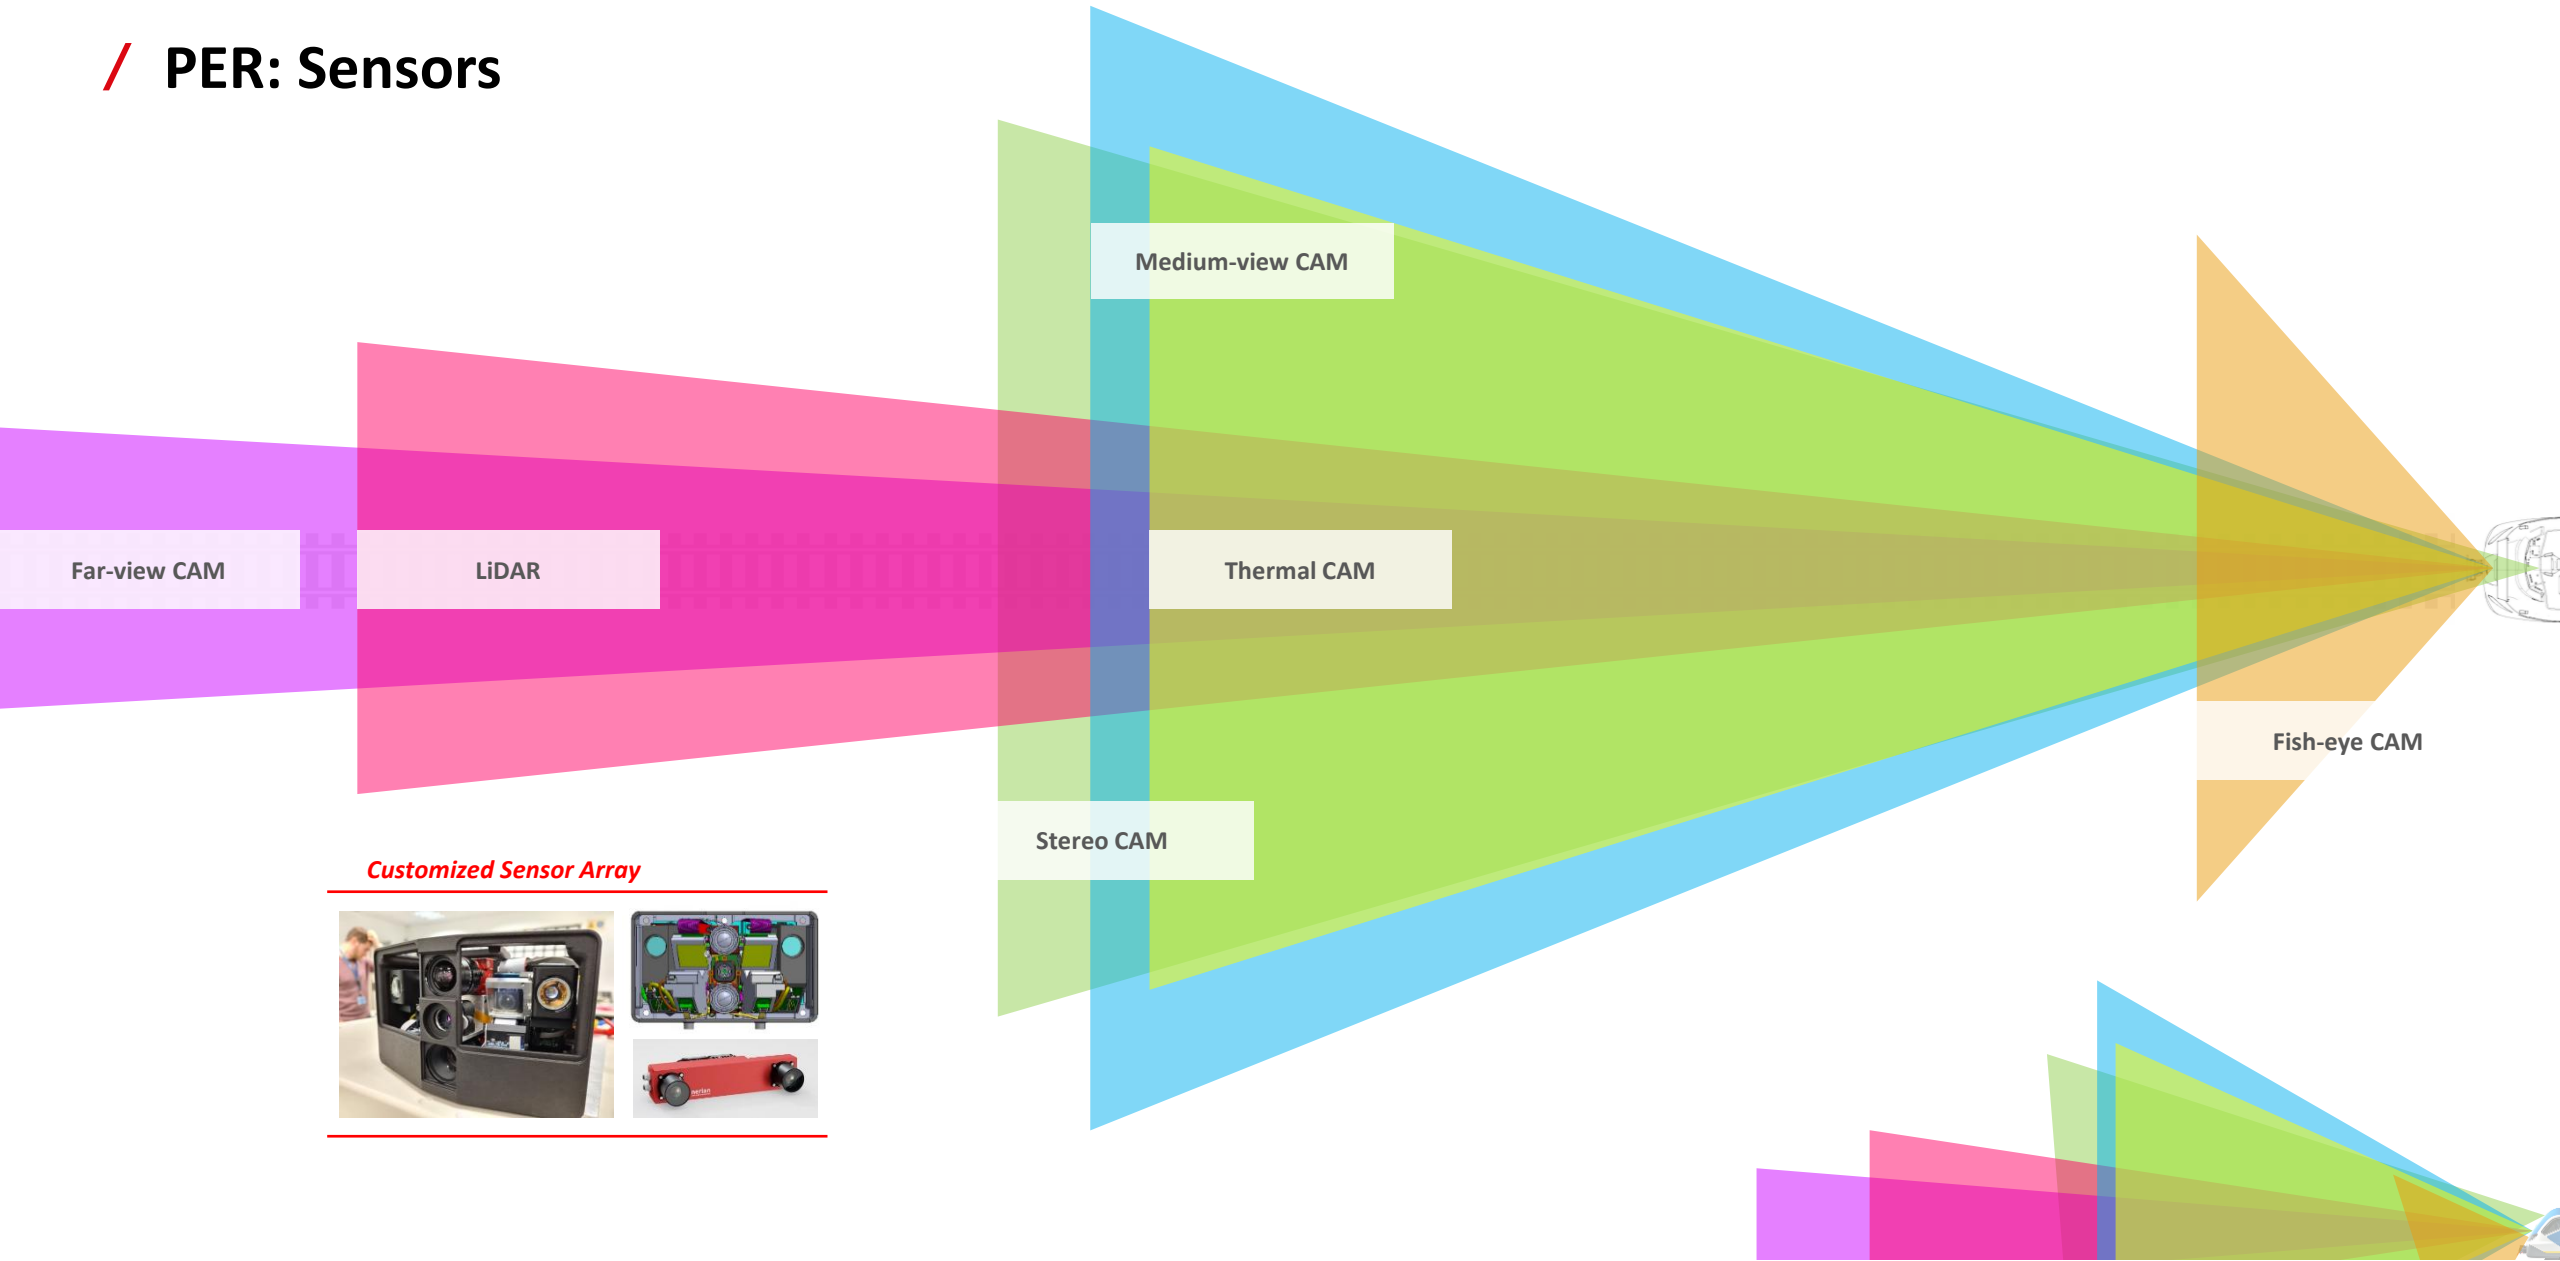 / PER: Sensors
Medium-view CAM
Far-view CAM
LiDAR
Thermal CAM
Fish-eye CAM
Stereo CAM
Customized Sensor Array
nerian